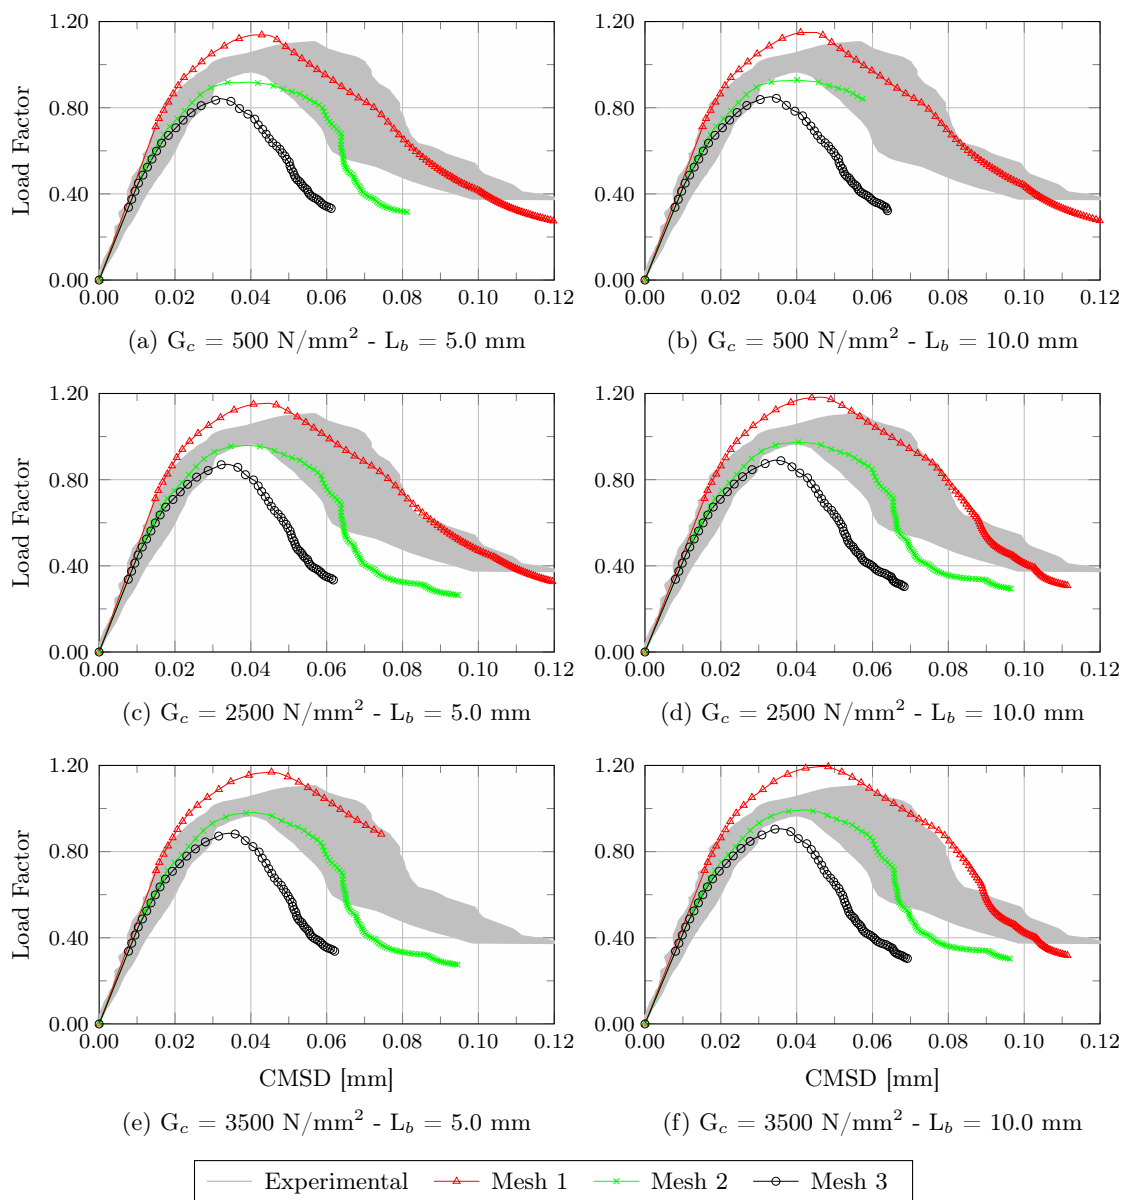 1.20
0.80
0.40
0.00
Load Factor
0.00 0.02 0.04 0.06 0.08 0.10 0.12
(a) G_c = 500 N/mm² - L_b = 5.0 mm
1.20
0.80
0.40
0.00
0.00 0.02 0.04 0.06 0.08 0.10 0.12
(b) G_c = 500 N/mm² - L_b = 10.0 mm
1.20
0.80
0.40
0.00
Load Factor
0.00 0.02 0.04 0.06 0.08 0.10 0.12
(c) G_c = 2500 N/mm² - L_b = 5.0 mm
1.20
0.80
0.40
0.00
0.00 0.02 0.04 0.06 0.08 0.10 0.12
(d) G_c = 2500 N/mm² - L_b = 10.0 mm
1.20
0.80
0.40
0.00
Load Factor
0.00 0.02 0.04 0.06 0.08 0.10 0.12
CMSD [mm]
(e) G_c = 3500 N/mm² - L_b = 5.0 mm
1.20
0.80
0.40
0.00
0.00 0.02 0.04 0.06 0.08 0.10 0.12
CMSD [mm]
(f) G_c = 3500 N/mm² - L_b = 10.0 mm
Experimental Mesh 1 Mesh 2 Mesh 3